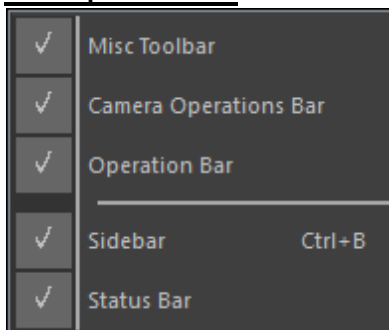 Misc Toolbar
Camera Operations Bar
Operation Bar
Sidebar Ctrl+B
Status Bar